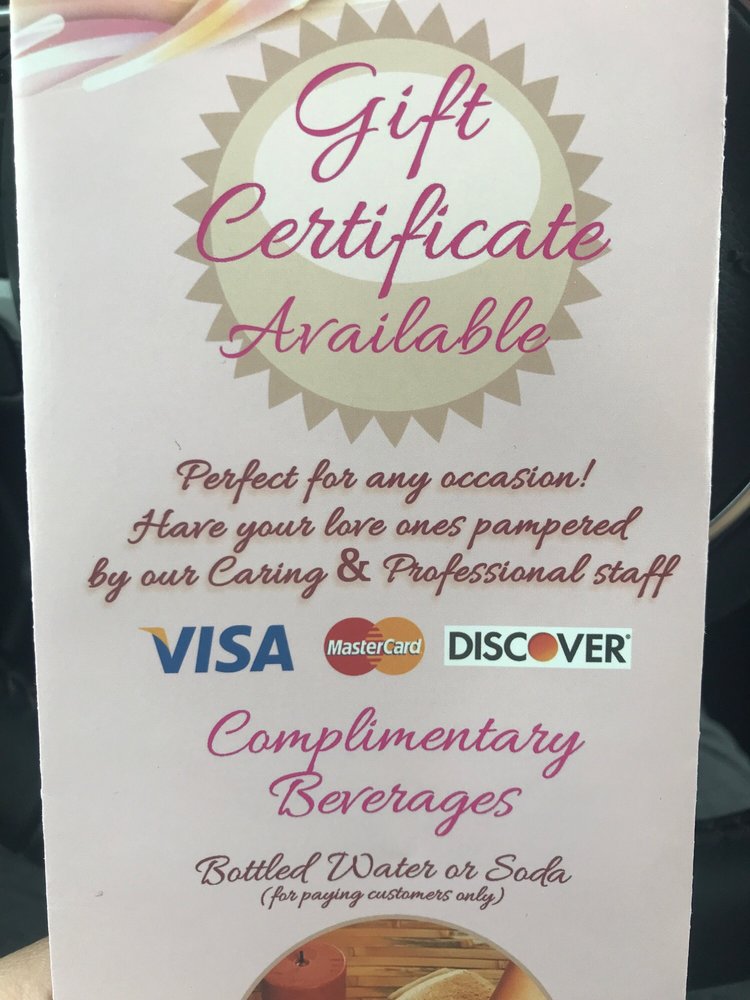 Gift
Certificate
Available
Perfect for any occasion!
Have your love ones pampered
by our Caring & Professional staff
VISA MasterCard DISCOVER®
Complimentary
Beverages
Bottled Water or Soda
(for paying customers only)